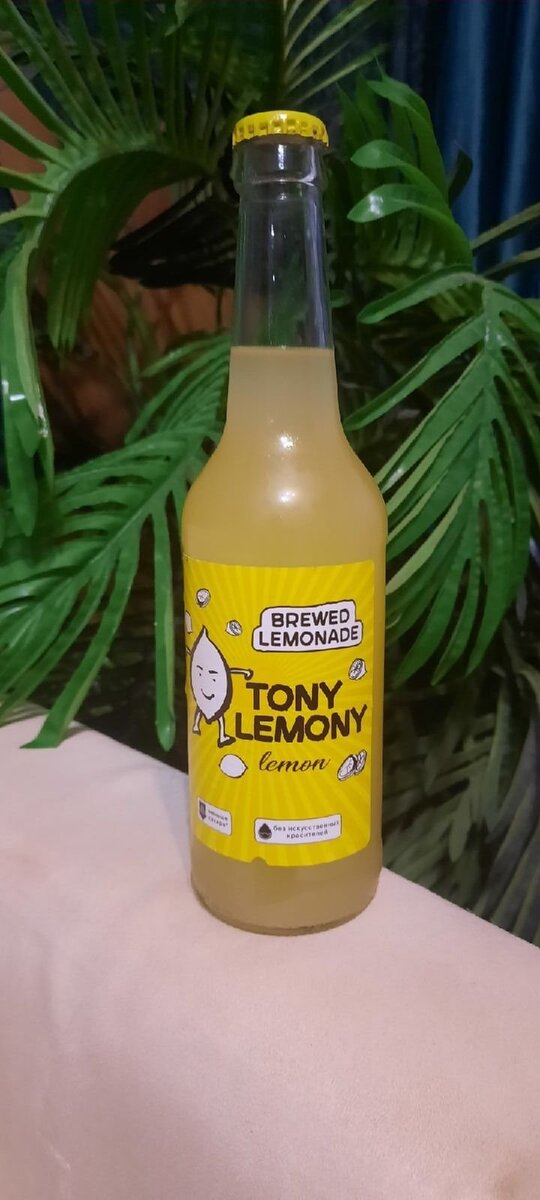 BREWED
LEMONADE
TONY
LEMONY
lemon
без искусственных
красителей